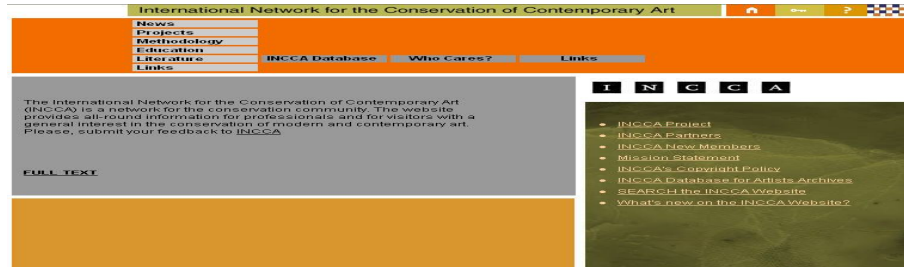 International Network for the Conservation of Contemporary Art
?
News
Projects
Methodology
Education
Literature
Links
INCCA Database
Who Cares?
Links
I N C C A
The International Network for the Conservation of Contemporary Art
(INCCA) is a network for the conservation community. The website
provides all-round information for professionals and for visitors with a
general interest in the conservation of modern and contemporary art.
Please, submit your feedback to INCCA
FULL TEXT
INCCA Project
INCCA Partners
INCCA New Members
Mission Statement
INCCA's Copyright Policy
INCCA Database for Artists Archives
SEARCH the INCCA Website
What's new on the INCCA Website?